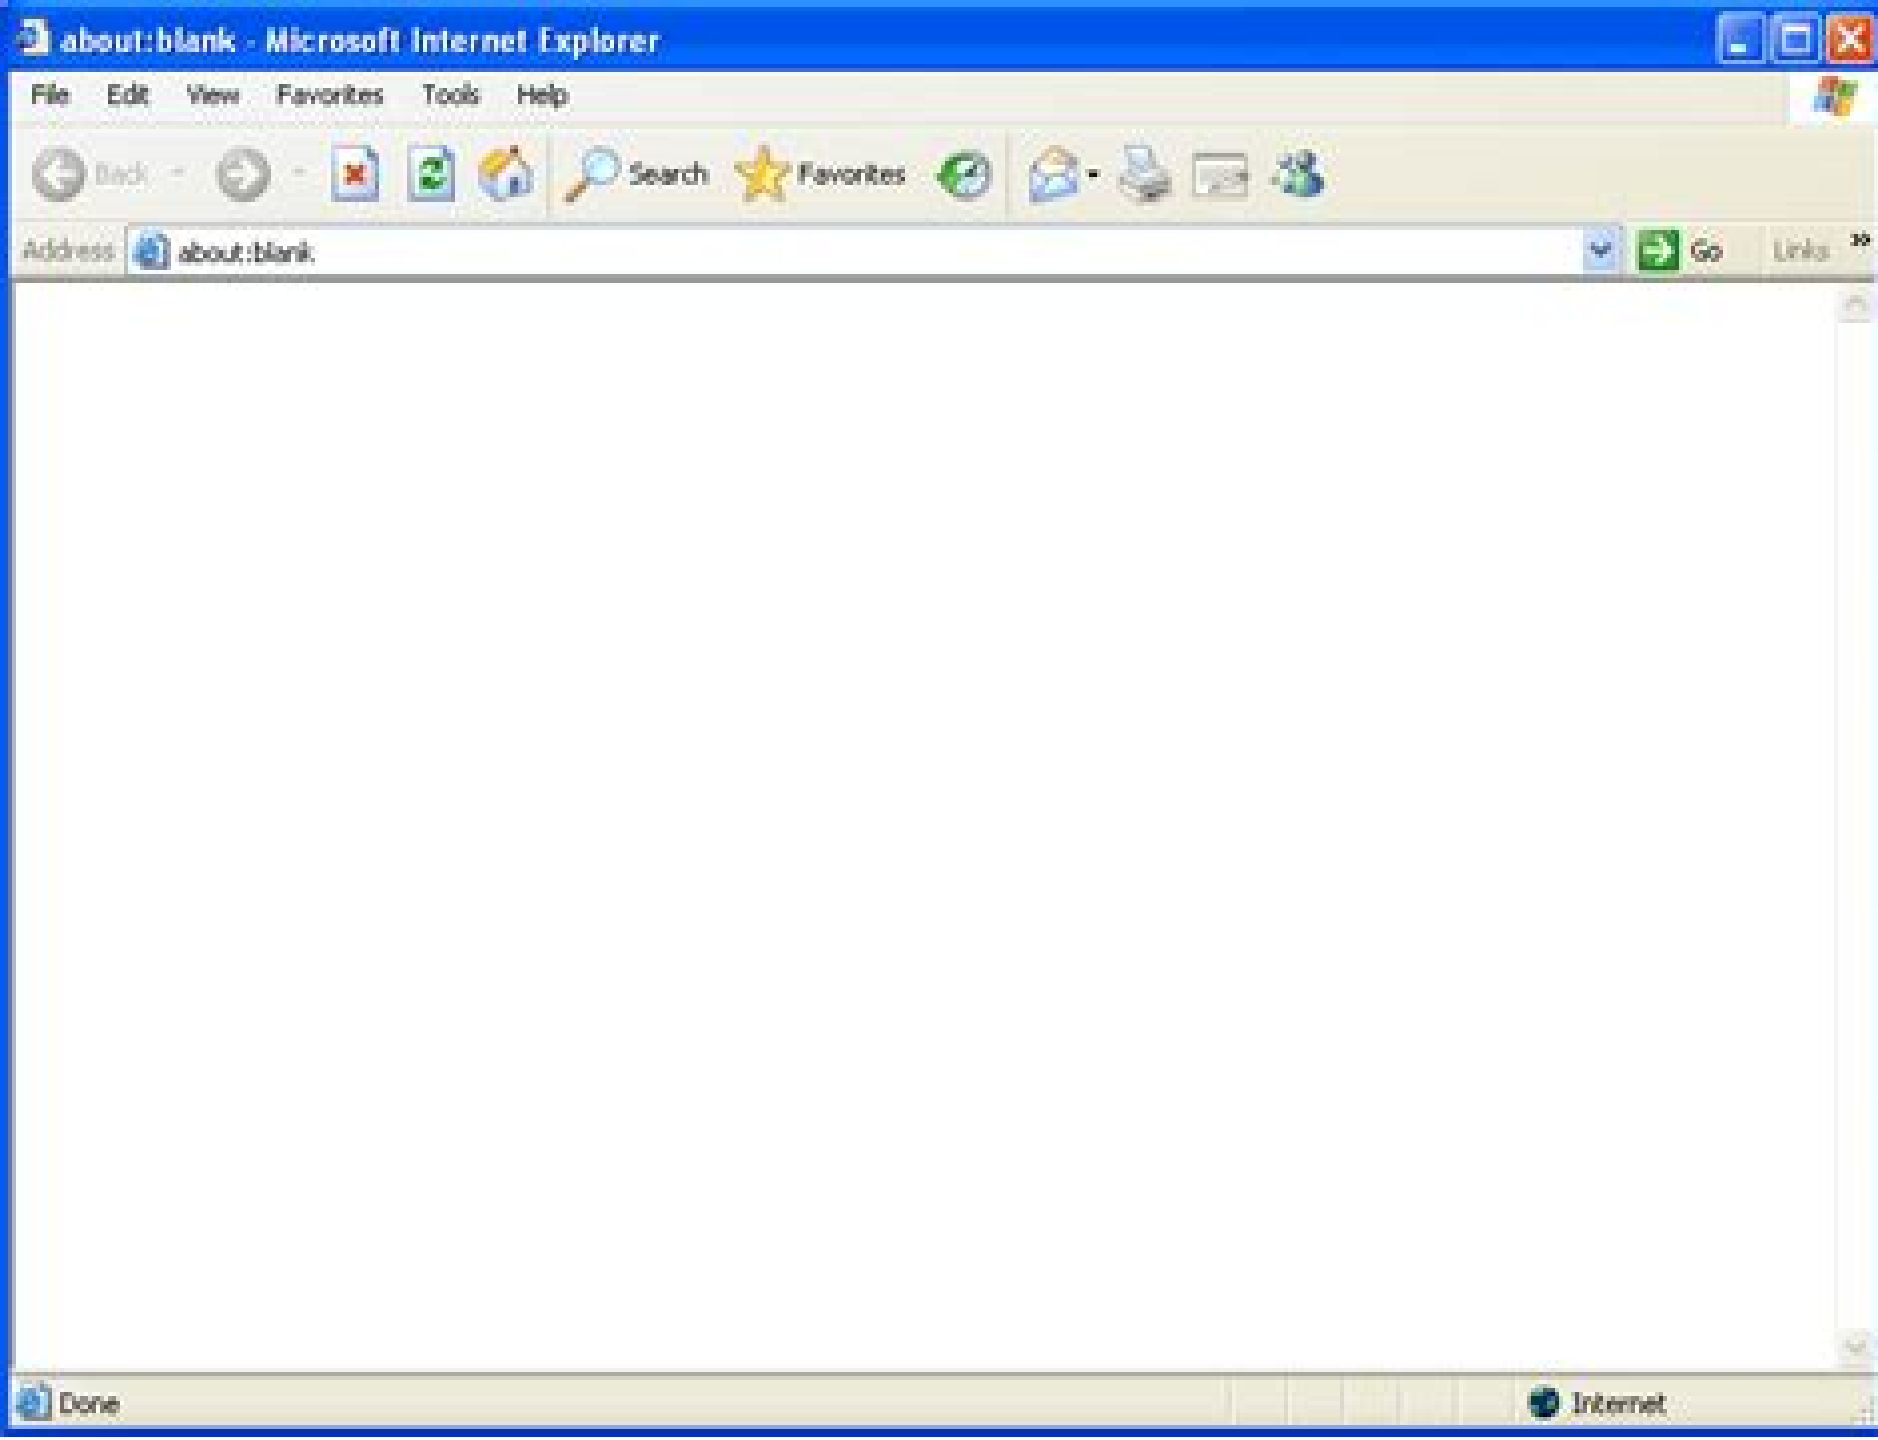 about:blank - Microsoft Internet Explorer
File Edit View Favorites Tools Help
Back Search Favorites
Address about:blank Go Links »
Done Internet